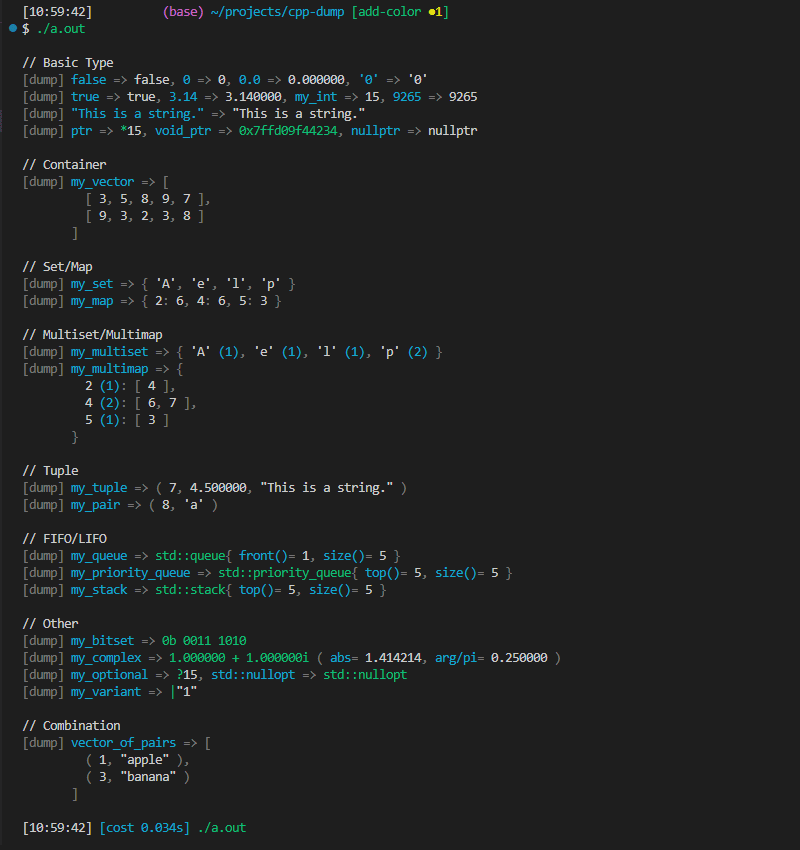 [10:59:42] (base) ~/projects/cpp-dump [add-color ●1]
$ ./a.out
// Basic Type
[dump] false => false, 0 => 0, 0.0 => 0.000000, '0' => '0'
[dump] true => true, 3.14 => 3.140000, my_int => 15, 9265 => 9265
[dump] "This is a string." => "This is a string."
[dump] ptr => *15, void_ptr => 0x7ffd09f44234, nullptr => nullptr
// Container
[dump] my_vector => [
[ 3, 5, 8, 9, 7 ],
[ 9, 3, 2, 3, 8 ]
]
// Set/Map
[dump] my_set => { 'A', 'e', 'l', 'p' }
[dump] my_map => { 2: 6, 4: 6, 5: 3 }
// Multiset/Multimap
[dump] my_multiset => { 'A' (1), 'e' (1), 'l' (1), 'p' (2) }
[dump] my_multimap => {
2 (1): [ 4 ],
4 (2): [ 6, 7 ],
5 (1): [ 3 ]
}
// Tuple
[dump] my_tuple => ( 7, 4.500000, "This is a string." )
[dump] my_pair => ( 8, 'a' )
// FIFO/LIFO
[dump] my_queue => std::queue{ front()= 1, size()= 5 }
[dump] my_priority_queue => std::priority_queue{ top()= 5, size()= 5 }
[dump] my_stack => std::stack{ top()= 5, size()= 5 }
// Other
[dump] my_bitset => 0b 0011 1010
[dump] my_complex => 1.000000 + 1.000000i ( abs= 1.414214, arg/pi= 0.250000 )
[dump] my_optional => ?15, std::nullopt => std::nullopt
[dump] my_variant => |"1"
// Combination
[dump] vector_of_pairs => [
( 1, "apple" ),
( 3, "banana" )
]
[10:59:42] [cost 0.034s] ./a.out